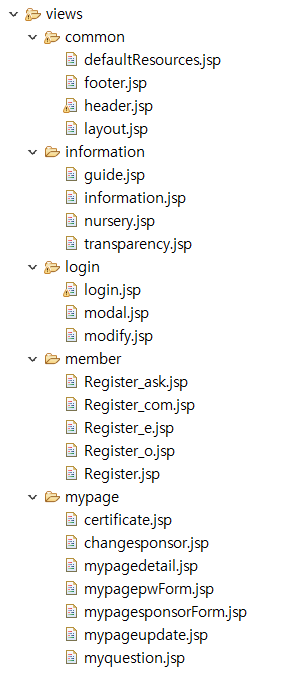 views
common
defaultResources.jsp
footer.jsp
header.jsp
layout.jsp
information
guide.jsp
information.jsp
nursery.jsp
transparency.jsp
login
login.jsp
modal.jsp
modify.jsp
member
Register_ask.jsp
Register_com.jsp
Register_e.jsp
Register_o.jsp
Register.jsp
mypage
certificate.jsp
changesponsor.jsp
mypagedetail.jsp
mypagepwForm.jsp
mypagesponsorForm.jsp
mypageupdate.jsp
myquestion.jsp